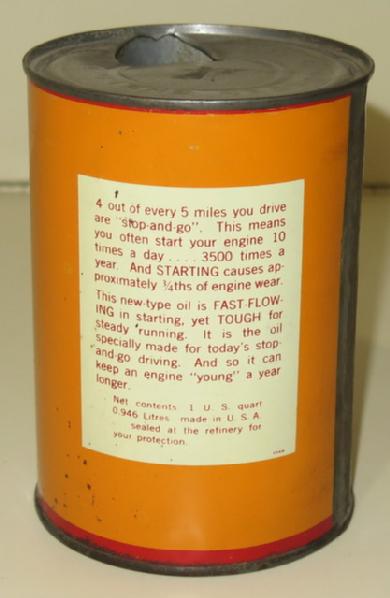 4 out of every 5 miles you drive
are "stop-and-go". This means
you often start your engine 10
times a day .... 3500 times a
year. And STARTING causes ap-
proximately ¾ths of engine wear.
This new-type oil is FAST-FLOW-
ING in starting, yet TOUGH for
steady running. It is the oil
specially made for today's stop-
and-go driving. And so it can
keep an engine "young" a year
longer.
Net contents 1 U. S. quart
0.946 Litres made in U. S. A.
sealed at the refinery for
your protection.